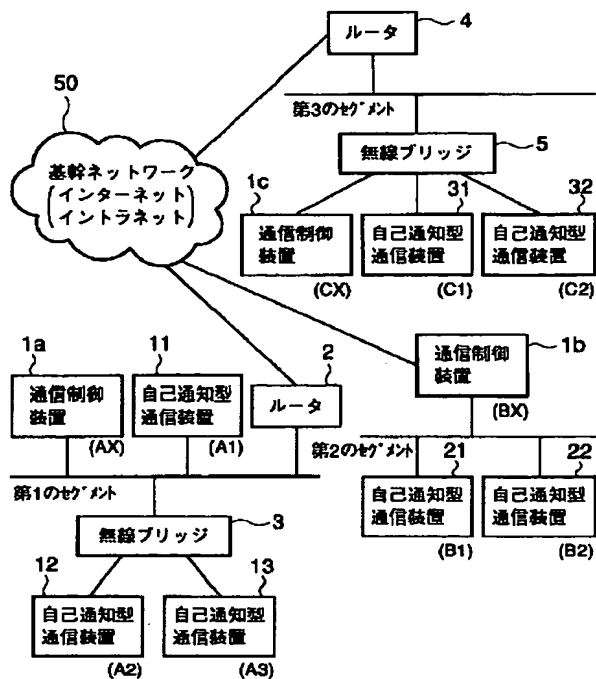 4
ルータ
50
第3のセグメント
5
無線ブリッジ
基幹ネットワーク
(インターネット
イントラネット)
1c
31
32
通信制御
装置
自己通知型
通信装置
自己通知型
通信装置
(CX)
(C1)
(C2)
1a
11
2
1b
通信制御
装置
自己通知型
通信装置
ルータ
通信制御
装置
(AX)
(A1)
(BX)
第2のセグメント
21
22
第1のセグメント
自己通知型
通信装置
自己通知型
通信装置
3
無線ブリッジ
(B1)
(B2)
12
13
自己通知型
通信装置
自己通知型
通信装置
(A2)
(A3)